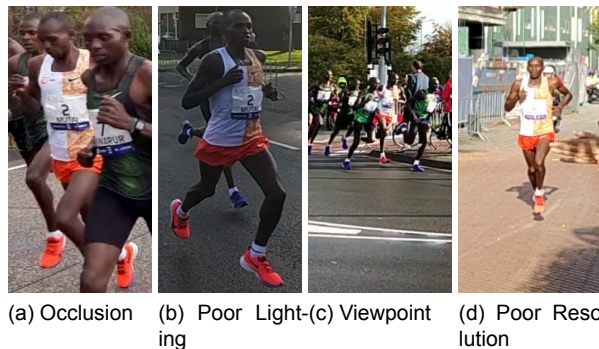 2
MUTAI
2
MUTAI
(a) Occlusion
(b) Poor Light-
ing
(c) Viewpoint
(d) Poor Reso
lution